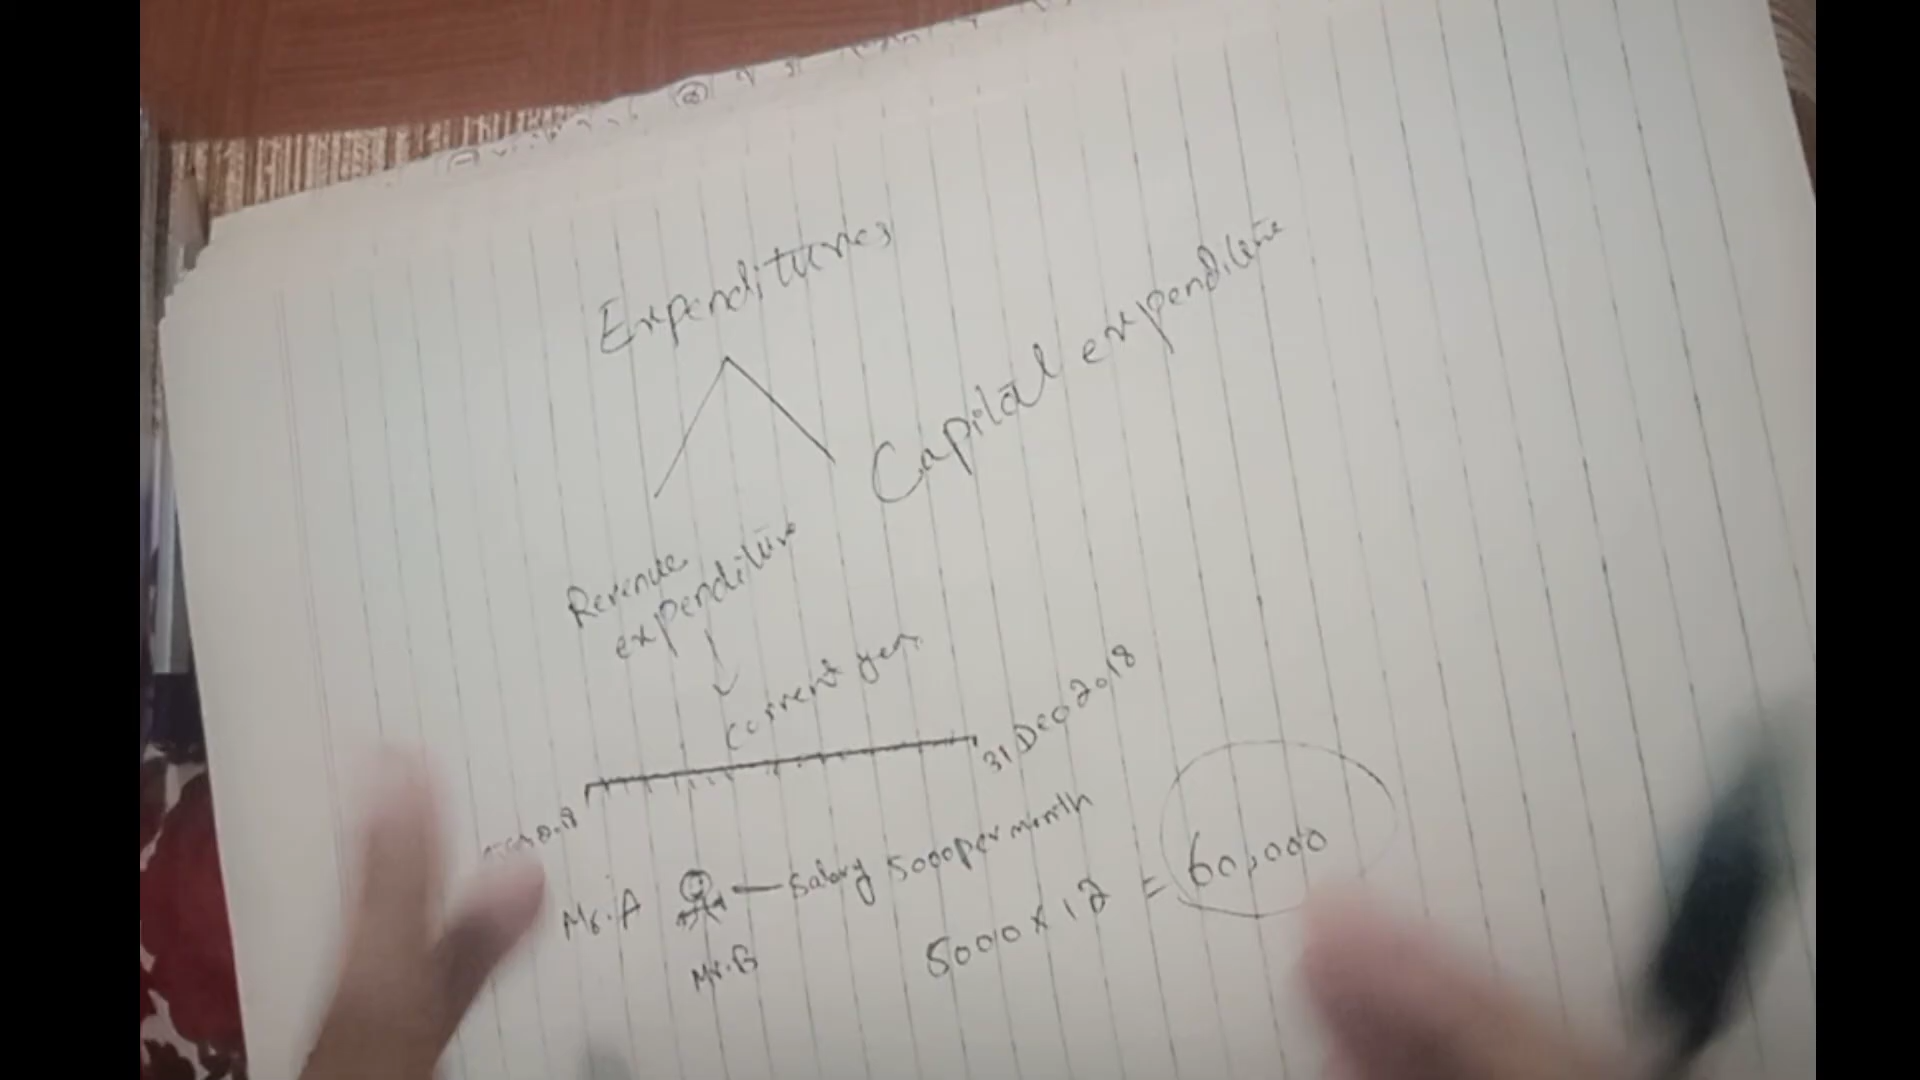 Expenditures
Capital expenditure
Revenue
expenditure
Current year
31 Dec 2018
Mr. A — Salary 5000 per month
Mr. B
5000 x 12 = 60,000